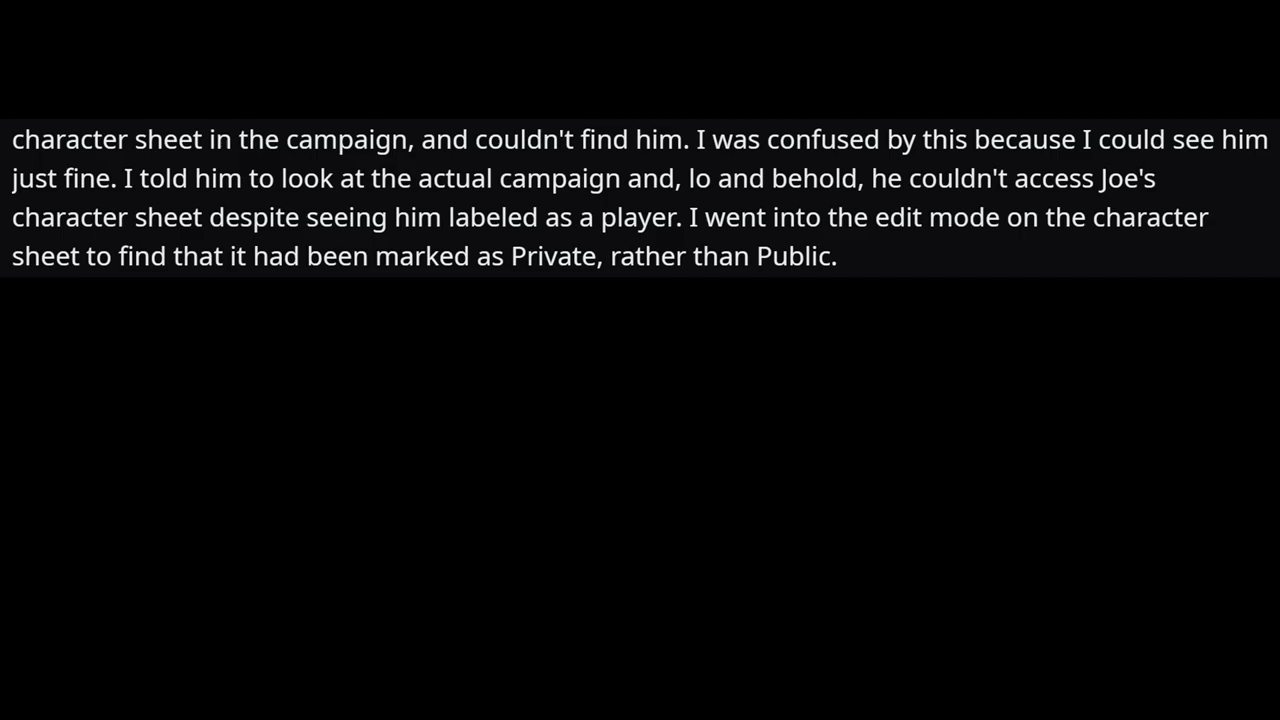 character sheet in the campaign, and couldn't find him. I was confused by this because I could see him
just fine. I told him to look at the actual campaign and, lo and behold, he couldn't access Joe's
character sheet despite seeing him labeled as a player. I went into the edit mode on the character
sheet to find that it had been marked as Private, rather than Public.